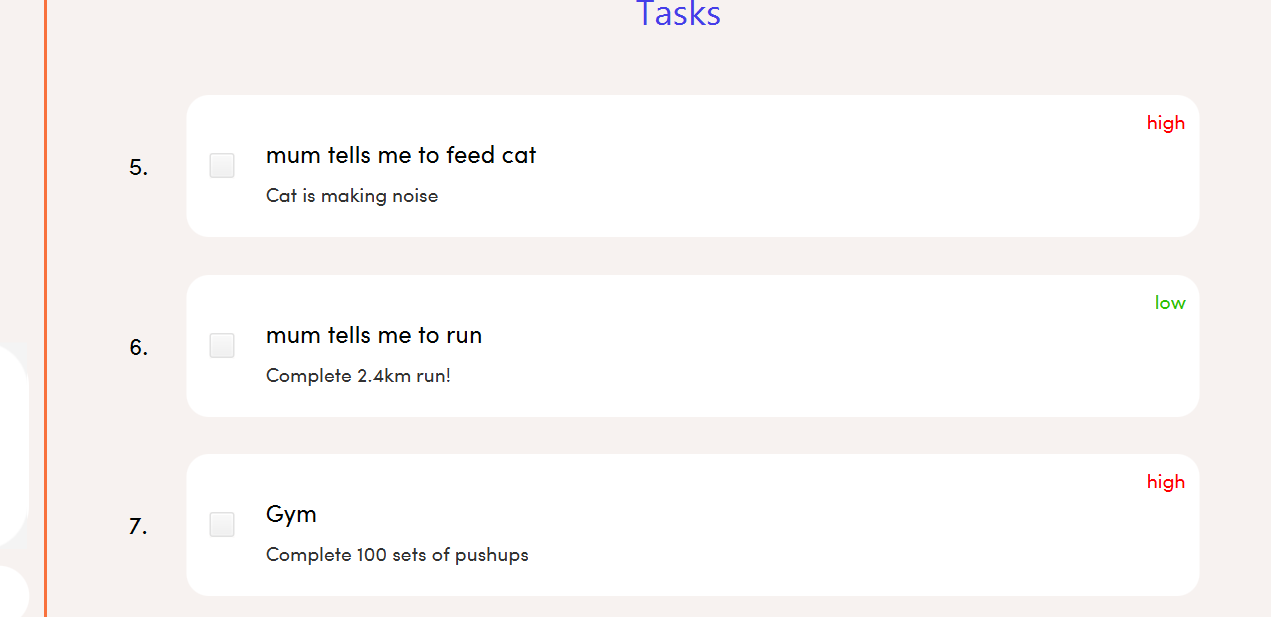 Tasks
high
5.
mum tells me to feed cat
Cat is making noise
low
6.
mum tells me to run
Complete 2.4km run!
high
7.
Gym
Complete 100 sets of pushups